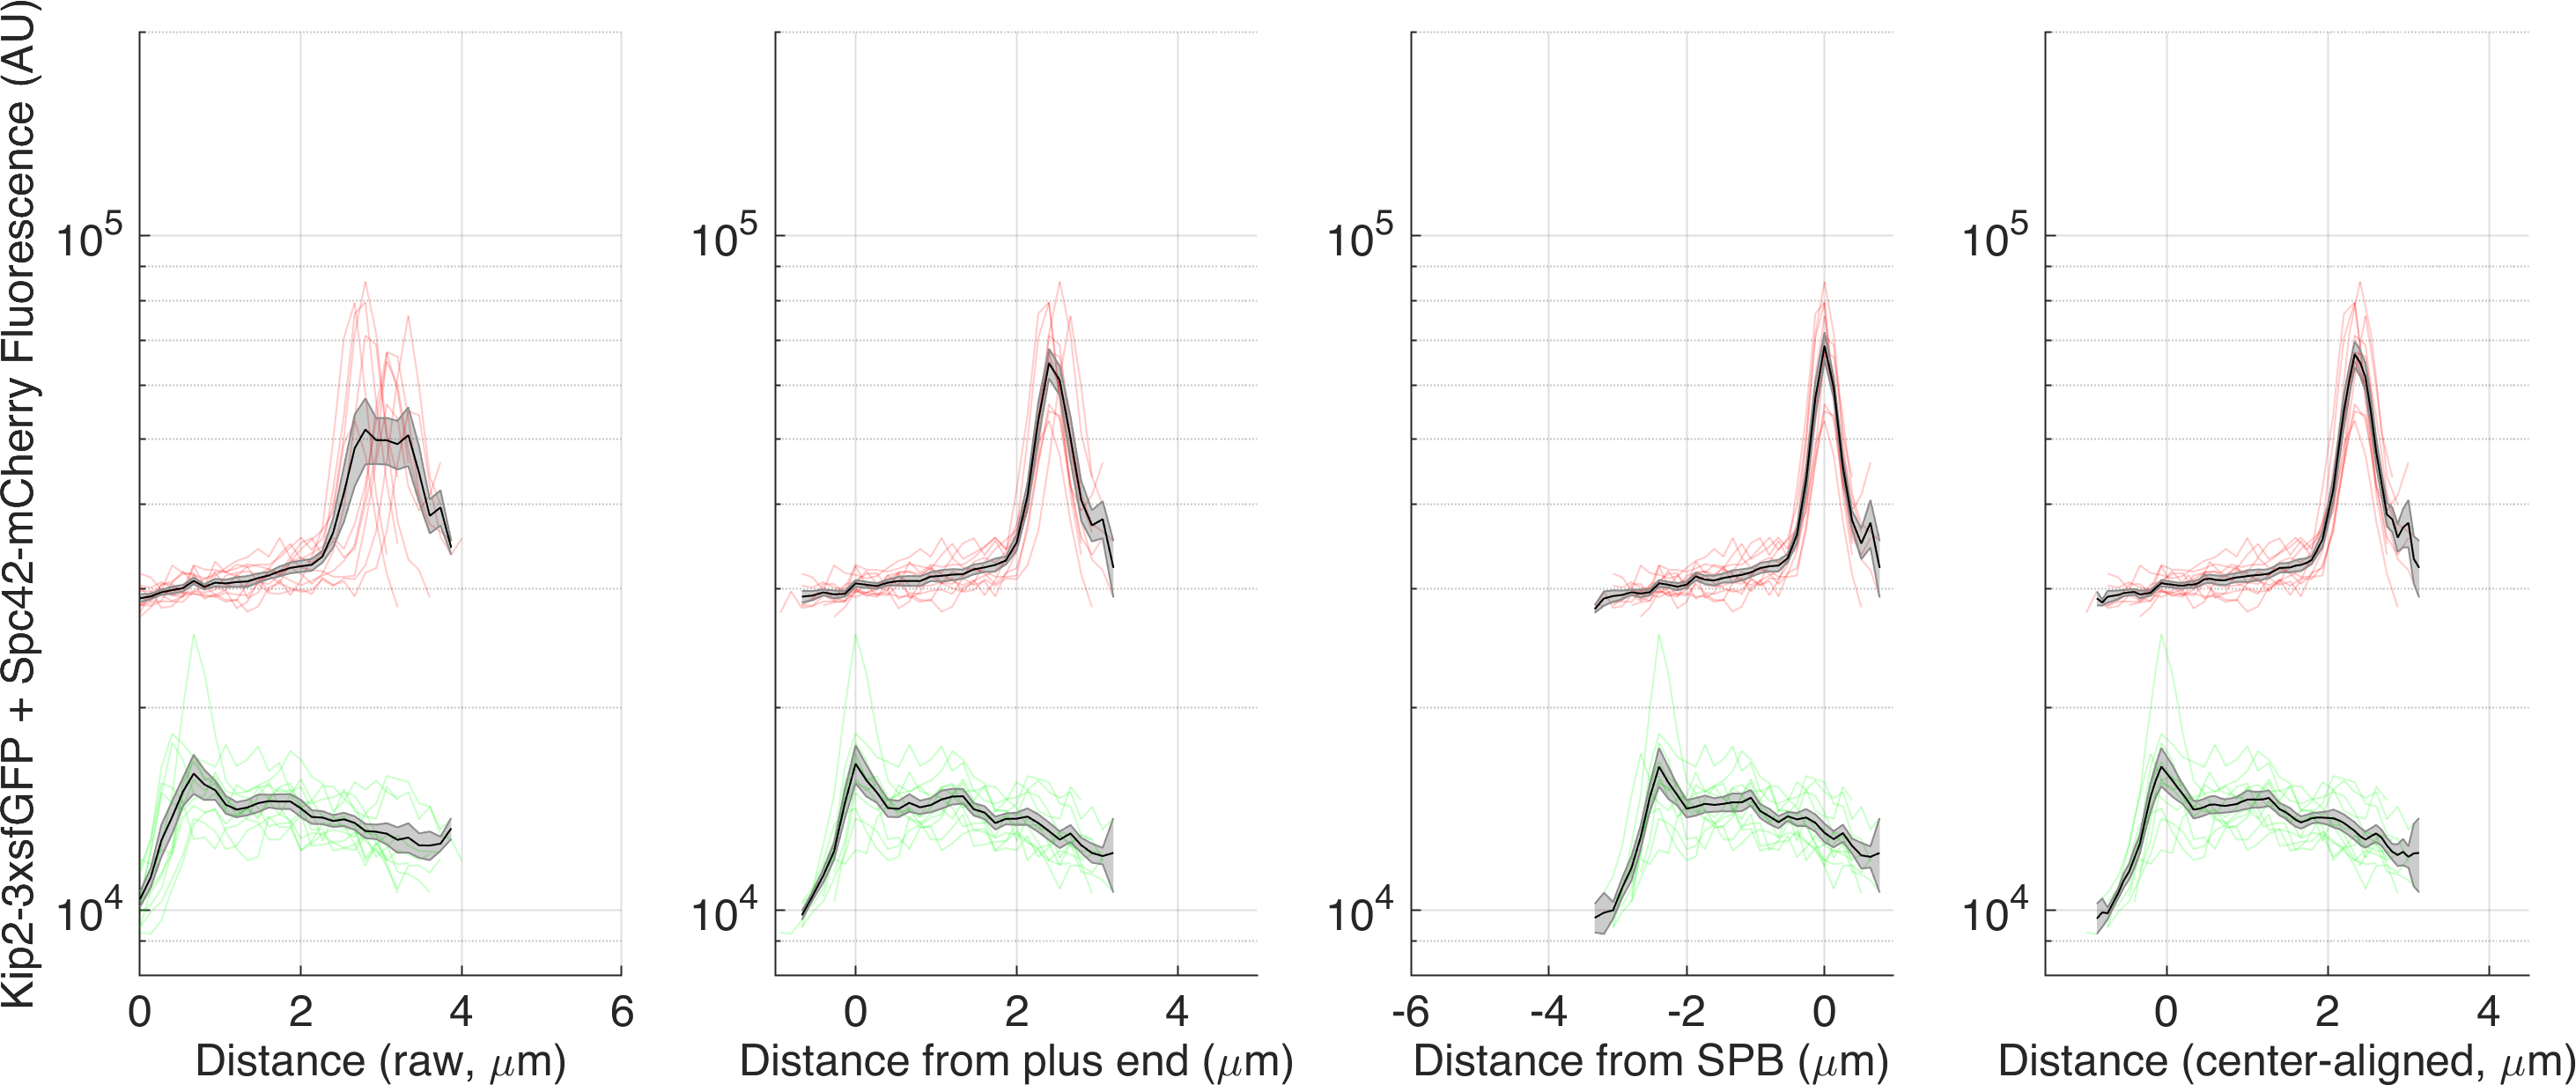 Kip2-3xsfGFP + Spc42-mCherry Fluorescence (AU)
10^5
10^4
0 2 4 6
Distance (raw, μm)
10^5
10^4
0 2 4
Distance from plus end (μm)
10^5
10^4
-6 -4 -2 0
Distance from SPB (μm)
10^5
10^4
0 2 4
Distance (center-aligned, μm)